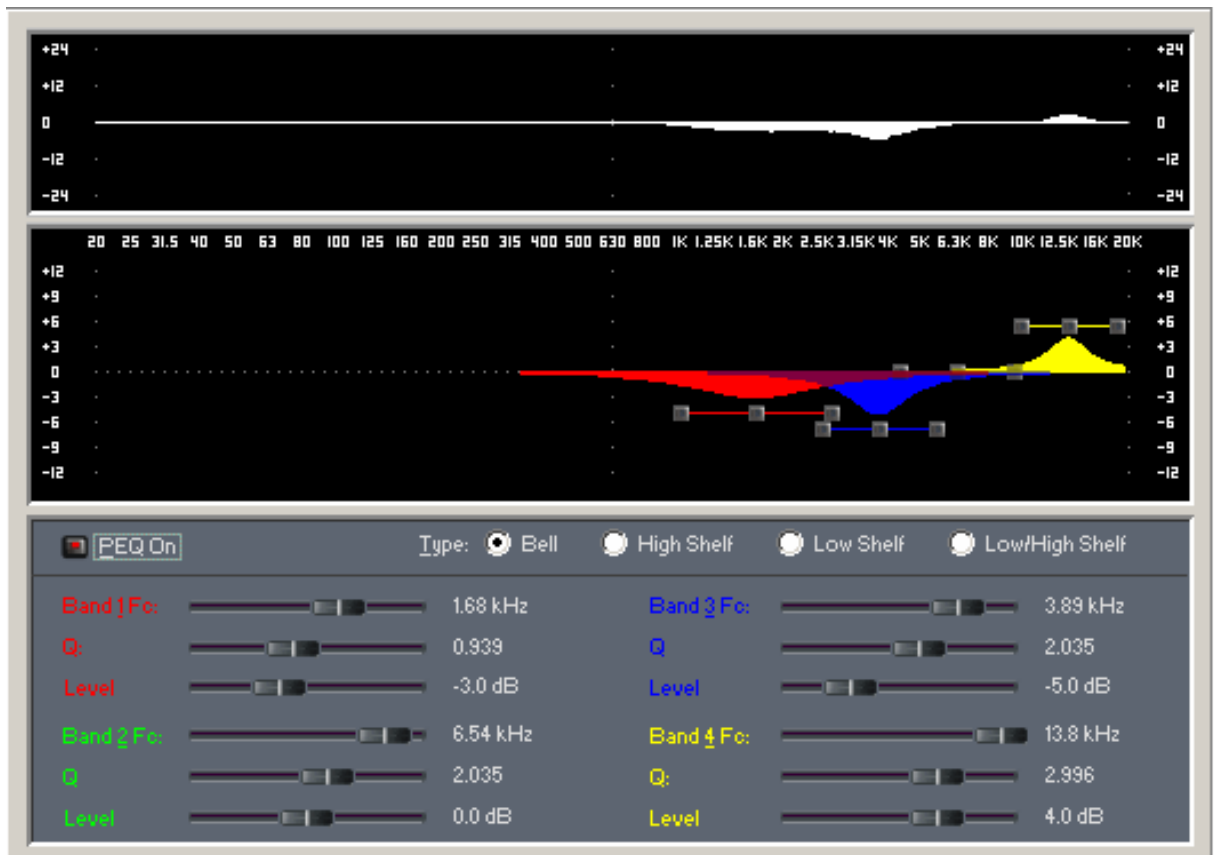 +24 +24
+12 +12
0 0
-12 -12
-24 -24
20 25 31.5 40 50 63 80 100 125 160 200 250 315 400 500 630 800 1K 1.25K 1.6K 2K 2.5K 3.15K 4K 5K 6.3K 8K 10K 12.5K 16K 20K
+12 +12
+9 +9
+6 +6
+3 +3
0 0
-3 -3
-6 -6
-9 -9
-12 -12
PEQ On Type: Bell High Shelf Low Shelf Low/High Shelf
Band 1 Fc: 1.68 kHz Band 3 Fc: 3.89 kHz
Q: 0.939 Q 2.035
Level -3.0 dB Level -5.0 dB
Band 2 Fc: 6.54 kHz Band 4 Fc: 13.8 kHz
Q 2.035 Q: 2.996
Level 0.0 dB Level 4.0 dB